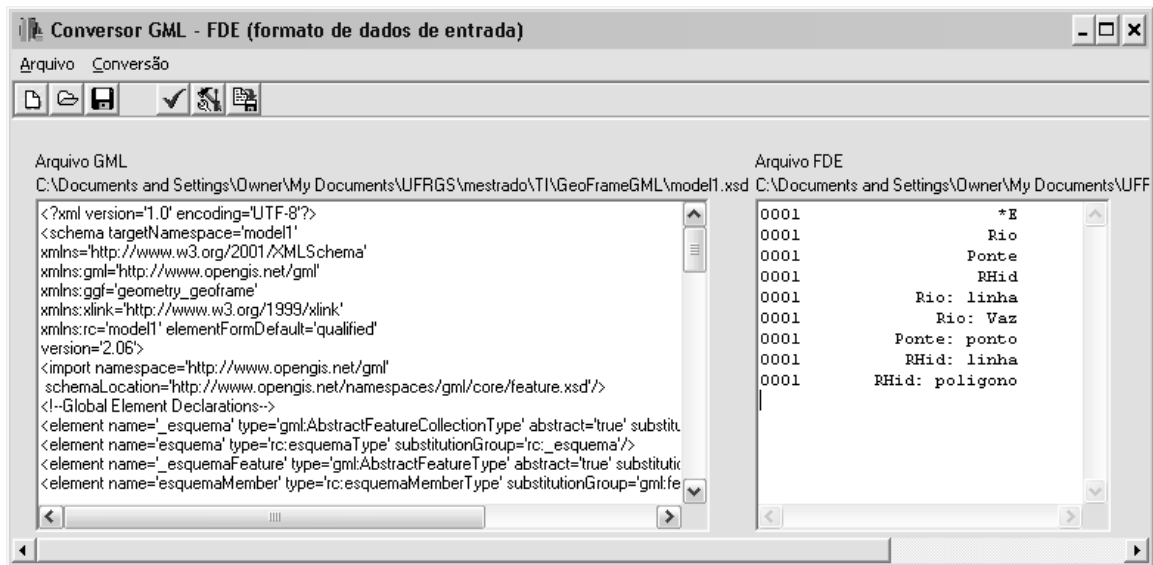 Conversor GML - FDE (formato de dados de entrada)
Arquivo Conversão
Arquivo GML
C:\Documents and Settings\Owner\My Documents\UFRGS\mestrado\TI\GeoFrameGML\model1.xsd
<?xml version='1.0' encoding='UTF-8'?>
<schema targetNamespace='model1'
xmlns='http://www.w3.org/2001/XMLSchema'
xmlns:gml='http://www.opengis.net/gml'
xmlns:ggf='geometry_geoframe'
xmlns:xlink='http://www.w3.org/1999/xlink'
xmlns:rc='model1' elementFormDefault='qualified'
version='2.06'>
<import namespace='http://www.opengis.net/gml'
schemaLocation='http://www.opengis.net/namespaces/gml/core/feature.xsd'/>
<!--Global Element Declarations-->
<element name='_esquema' type='gml:AbstractFeatureCollectionType' abstract='true' substitu
<element name='esquema' type='rc:esquemaType' substitutionGroup='rc:_esquema'/>
<element name='_esquemaFeature' type='gml:AbstractFeatureType' abstract='true' substitutio
<element name='esquemaMember' type='rc:esquemaMemberType' substitutionGroup='gml:fe
Arquivo FDE
C:\Documents and Settings\Owner\My Documents\UFF
0001 *E
0001 Rio
0001 Ponte
0001 RHid
0001 Rio: linha
0001 Rio: Vaz
0001 Ponte: ponto
0001 RHid: linha
0001 RHid: poligono